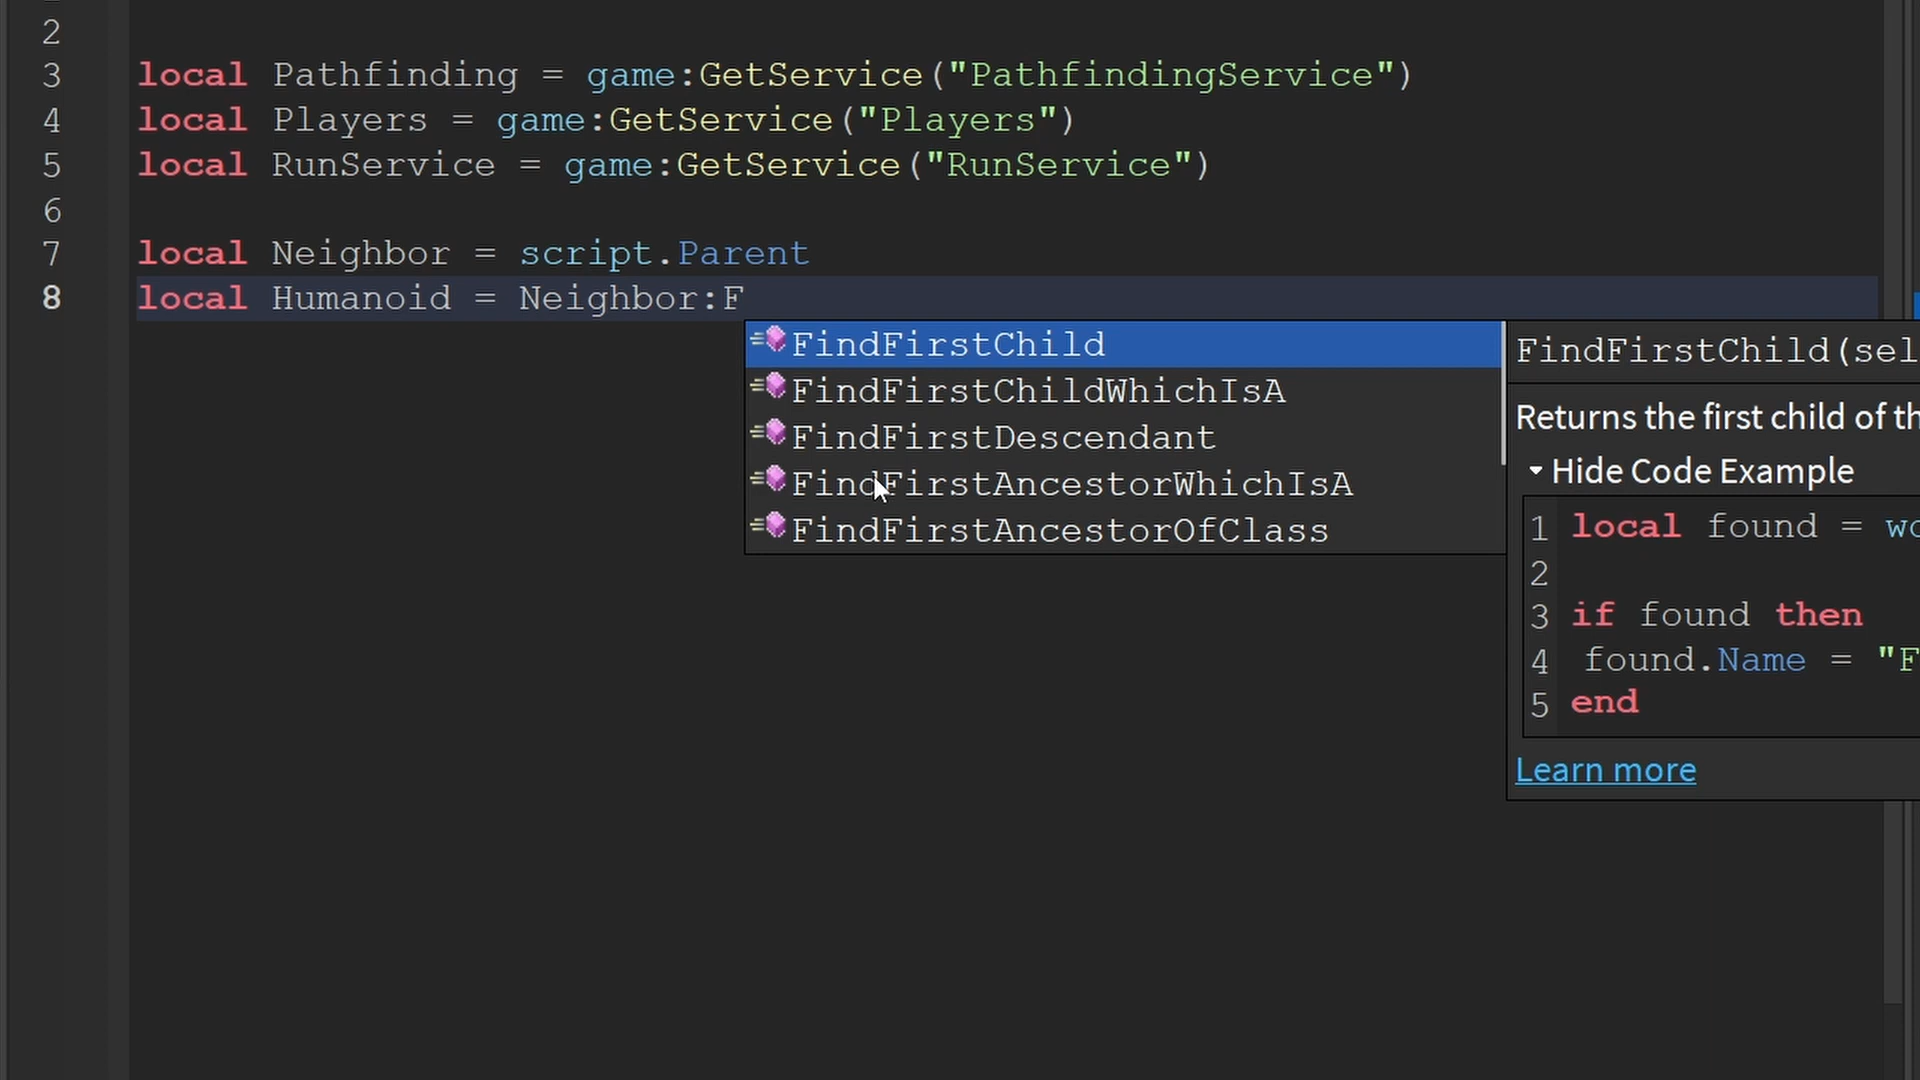 2
3 local Pathfinding = game:GetService("PathfindingService")
4 local Players = game:GetService("Players")
5 local RunService = game:GetService("RunService")
6
7 local Neighbor = script.Parent
8 local Humanoid = Neighbor:F
FindFirstChild
FindFirstChildWhichIsA
FindFirstDescendant
FindFirstAncestorWhichIsA
FindFirstAncestorOfClass
FindFirstChild(sel
Returns the first child of th
Hide Code Example
1 local found = wo
2
3 if found then
4 found.Name = "F
5 end
Learn more